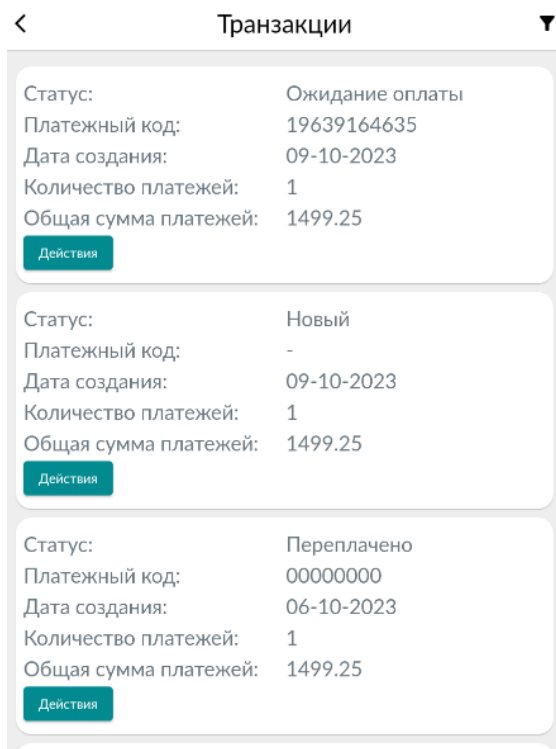 Транзакции
Статус: Ожидание оплаты
Платежный код: 19639164635
Дата создания: 09-10-2023
Количество платежей: 1
Общая сумма платежей: 1499.25
Действия
Статус: Новый
Платежный код: -
Дата создания: 09-10-2023
Количество платежей: 1
Общая сумма платежей: 1499.25
Действия
Статус: Переплачено
Платежный код: 00000000
Дата создания: 06-10-2023
Количество платежей: 1
Общая сумма платежей: 1499.25
Действия